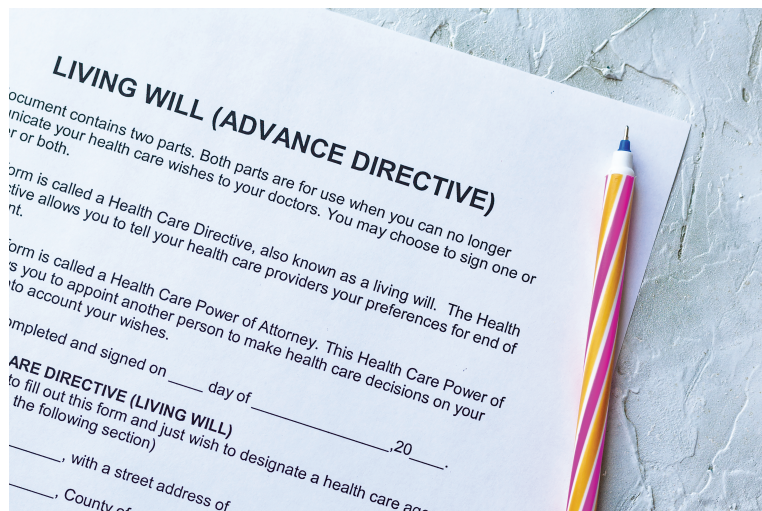 LIVING WILL (ADVANCE DIRECTIVE)
ocument contains two parts. Both parts are for use when you can no longer
nicate your health care wishes to your doctors. You may choose to sign one or
r or both.
orm is called a Health Care Directive, also known as a living will. The Health
ctive allows you to tell your health care providers your preferences for end of
nt.
orm is called a Health Care Power of Attorney. This Health Care Power of
s you to appoint another person to make health care decisions on your
nto account your wishes.
ompleted and signed on ____ day of __________________,20____.
ARE DIRECTIVE (LIVING WILL)
to fill out this form and just wish to designate a health care age
the following section)
______, with a street address of
______, County of